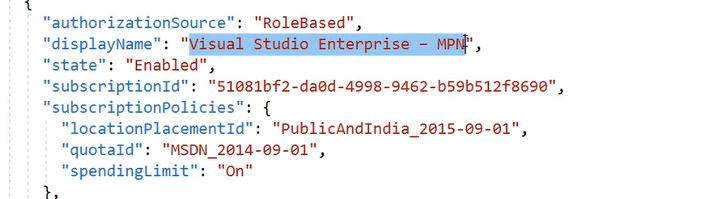 {
"authorizationSource": "RoleBased",
"displayName": "Visual Studio Enterprise – MPN",
"state": "Enabled",
"subscriptionId": "51081bf2-da0d-4998-9462-b59b512f8690",
"subscriptionPolicies": {
"locationPlacementId": "PublicAndIndia_2015-09-01",
"quotaId": "MSDN_2014-09-01",
"spendingLimit": "On"
},